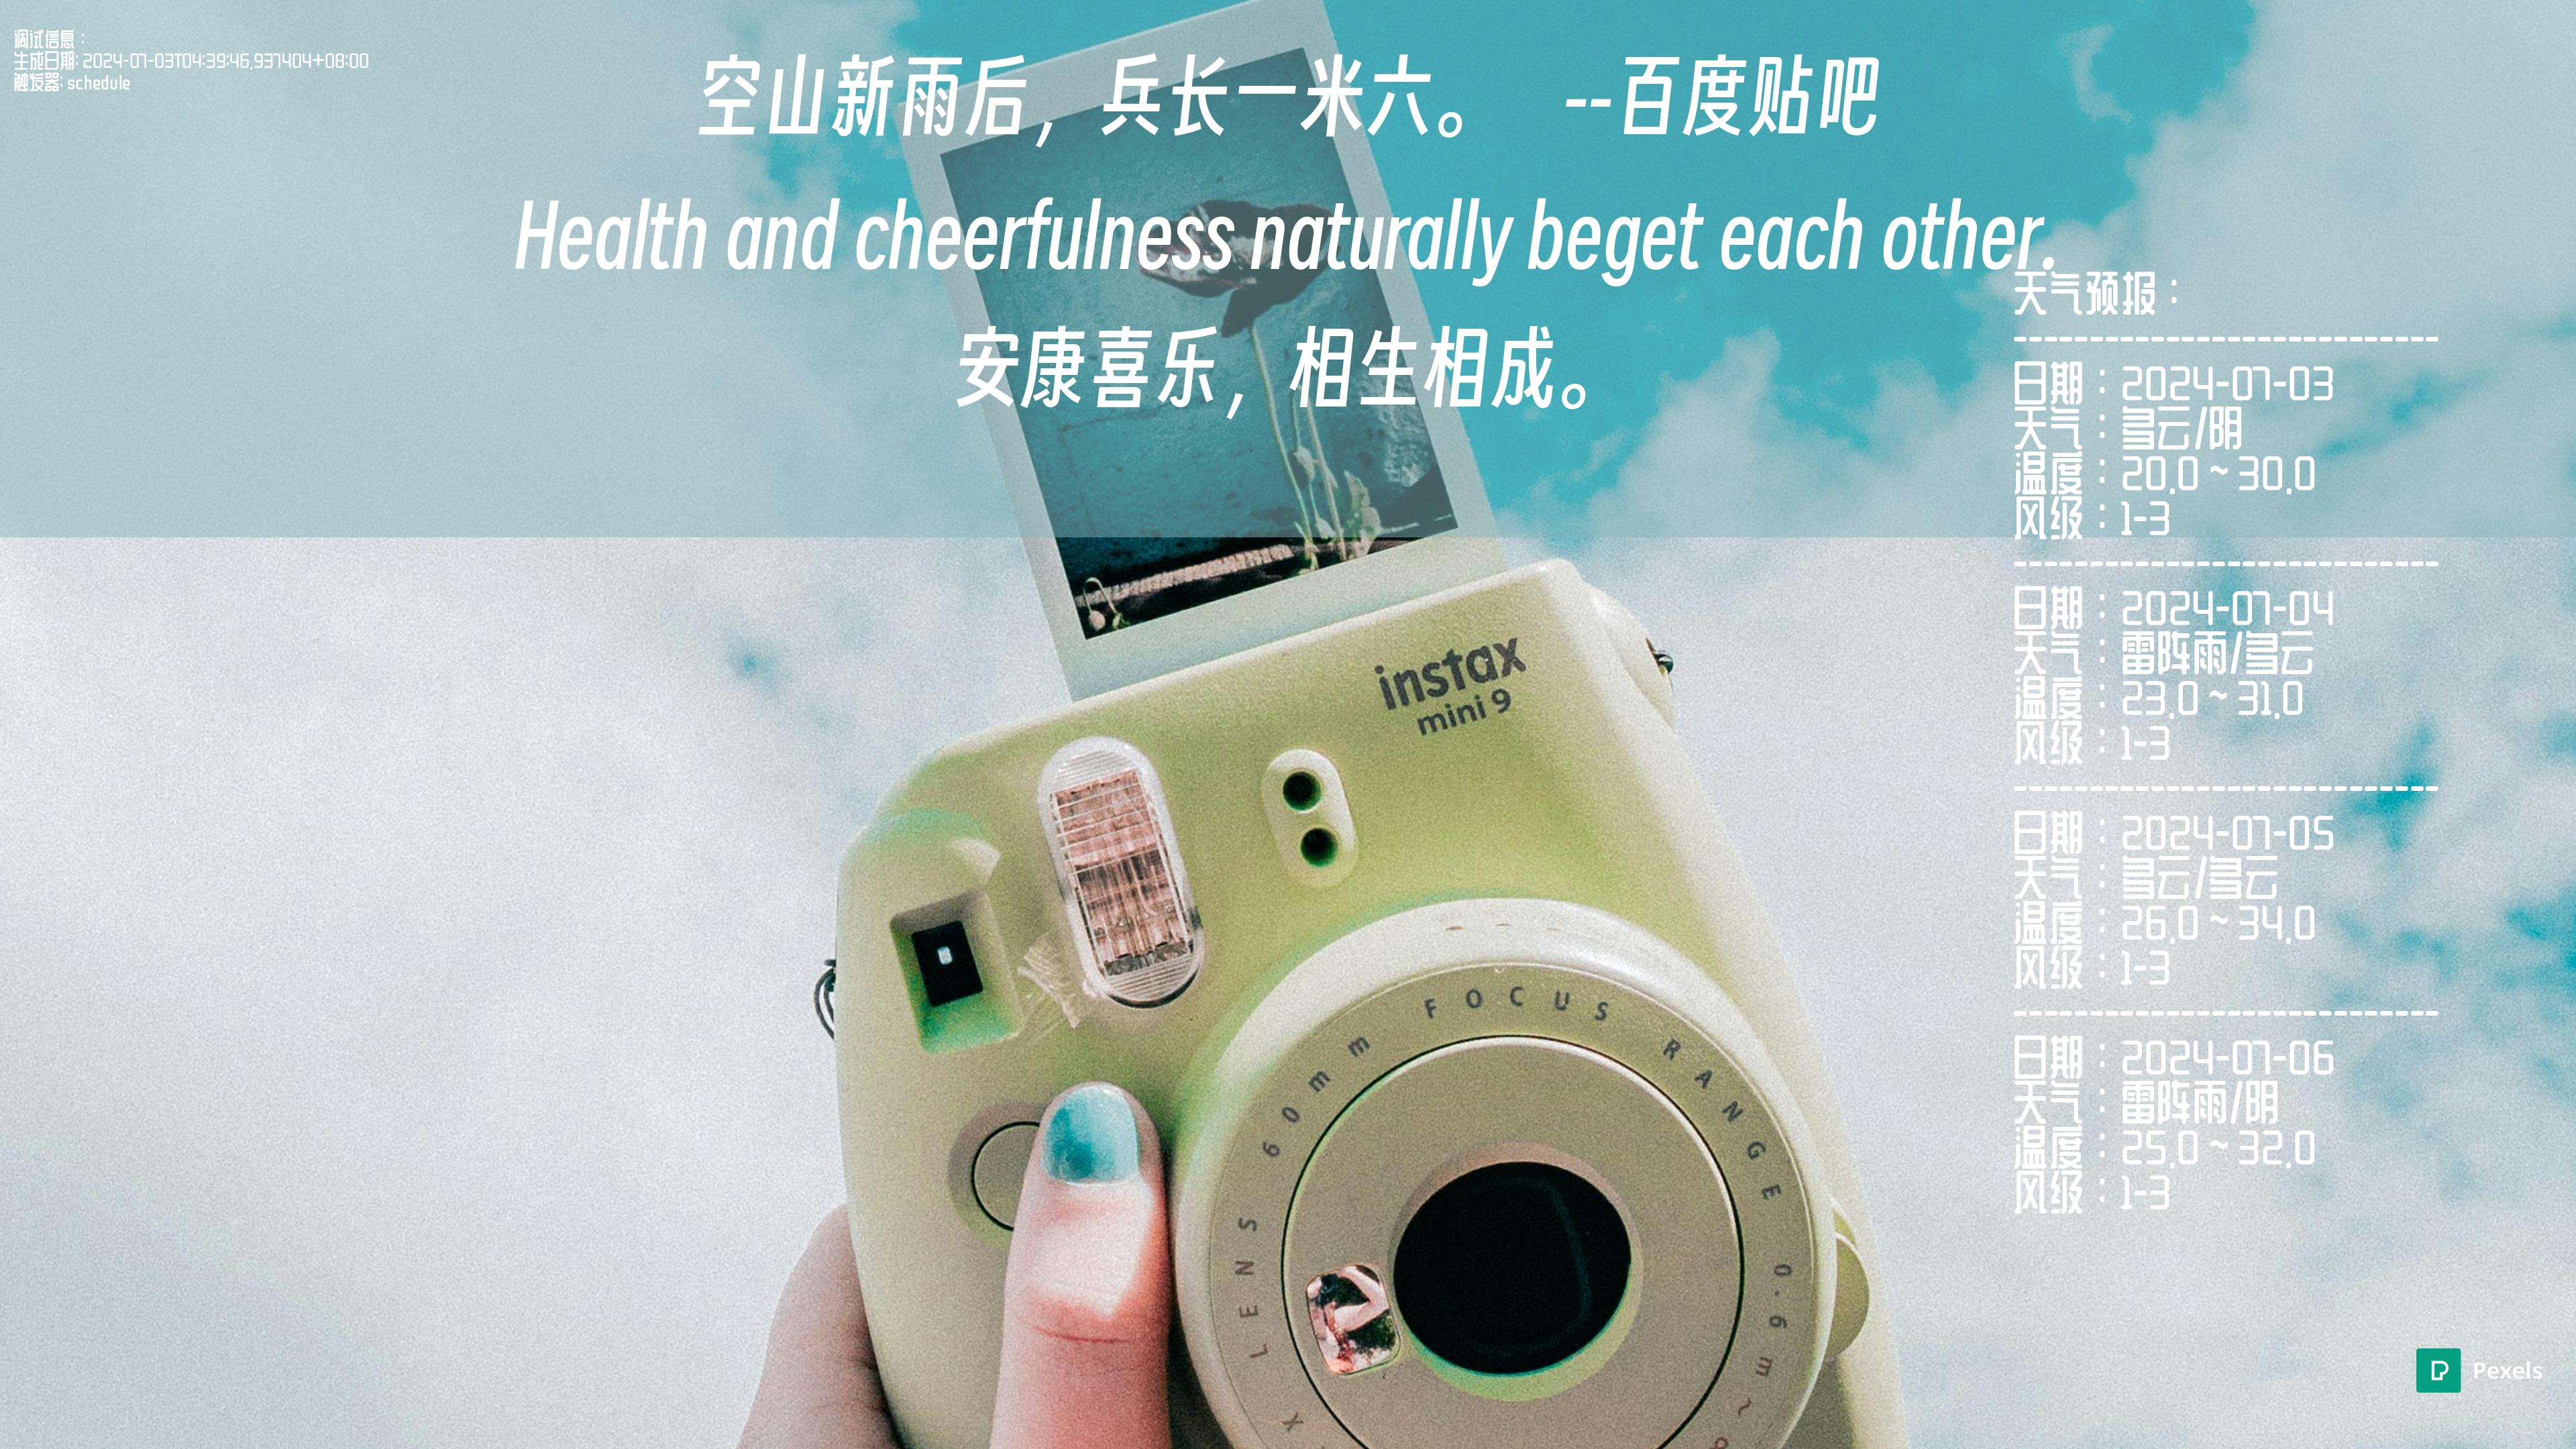 调试信息：
生成日期: 2024-07-03T04:39:46.937404+08:00
触发器: schedule
空山新雨后，兵长一米六。 --百度贴吧
Health and cheerfulness naturally beget each other.
安康喜乐，相生相成。
天气预报：
------------------------------
日期：2024-07-03
天气：多云/阴
温度：20.0 ~ 30.0
风级：1-3
------------------------------
日期：2024-07-04
天气：雷阵雨/多云
温度：23.0 ~ 31.0
风级：1-3
------------------------------
日期：2024-07-05
天气：多云/多云
温度：26.0 ~ 34.0
风级：1-3
------------------------------
日期：2024-07-06
天气：雷阵雨/阴
温度：25.0 ~ 32.0
风级：1-3
instax
mini 9
LENS 60mm FOCUS RANGE 0.6m~
Pexels